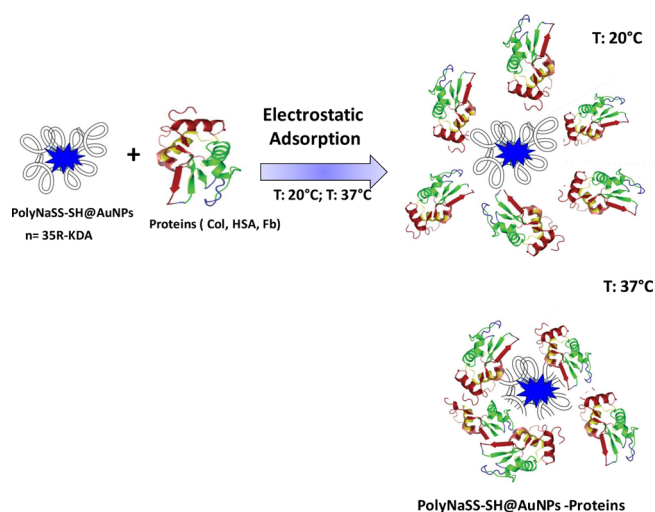 T: 20°C
Electrostatic
Adsorption
+
T: 20°C; T: 37°C
PolyNaSS-SH@AuNPs
n= 35R-KDA
Proteins ( Col, HSA, Fb)
T: 37°C
PolyNaSS-SH@AuNPs -Proteins